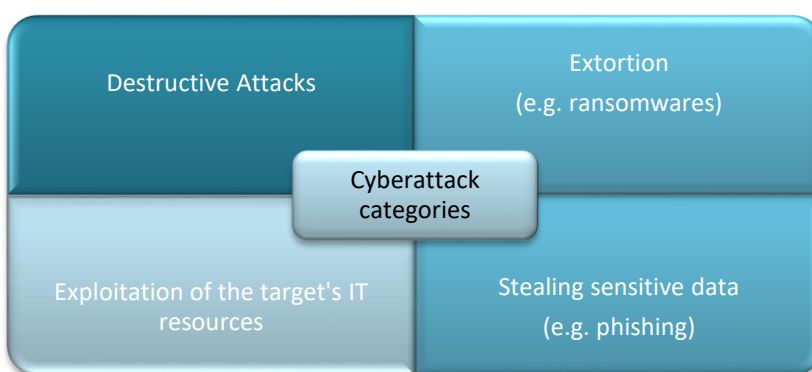 Destructive Attacks
Extortion
(e.g. ransomwares)
Cyberattack
categories
Exploitation of the target's IT
resources
Stealing sensitive data
(e.g. phishing)